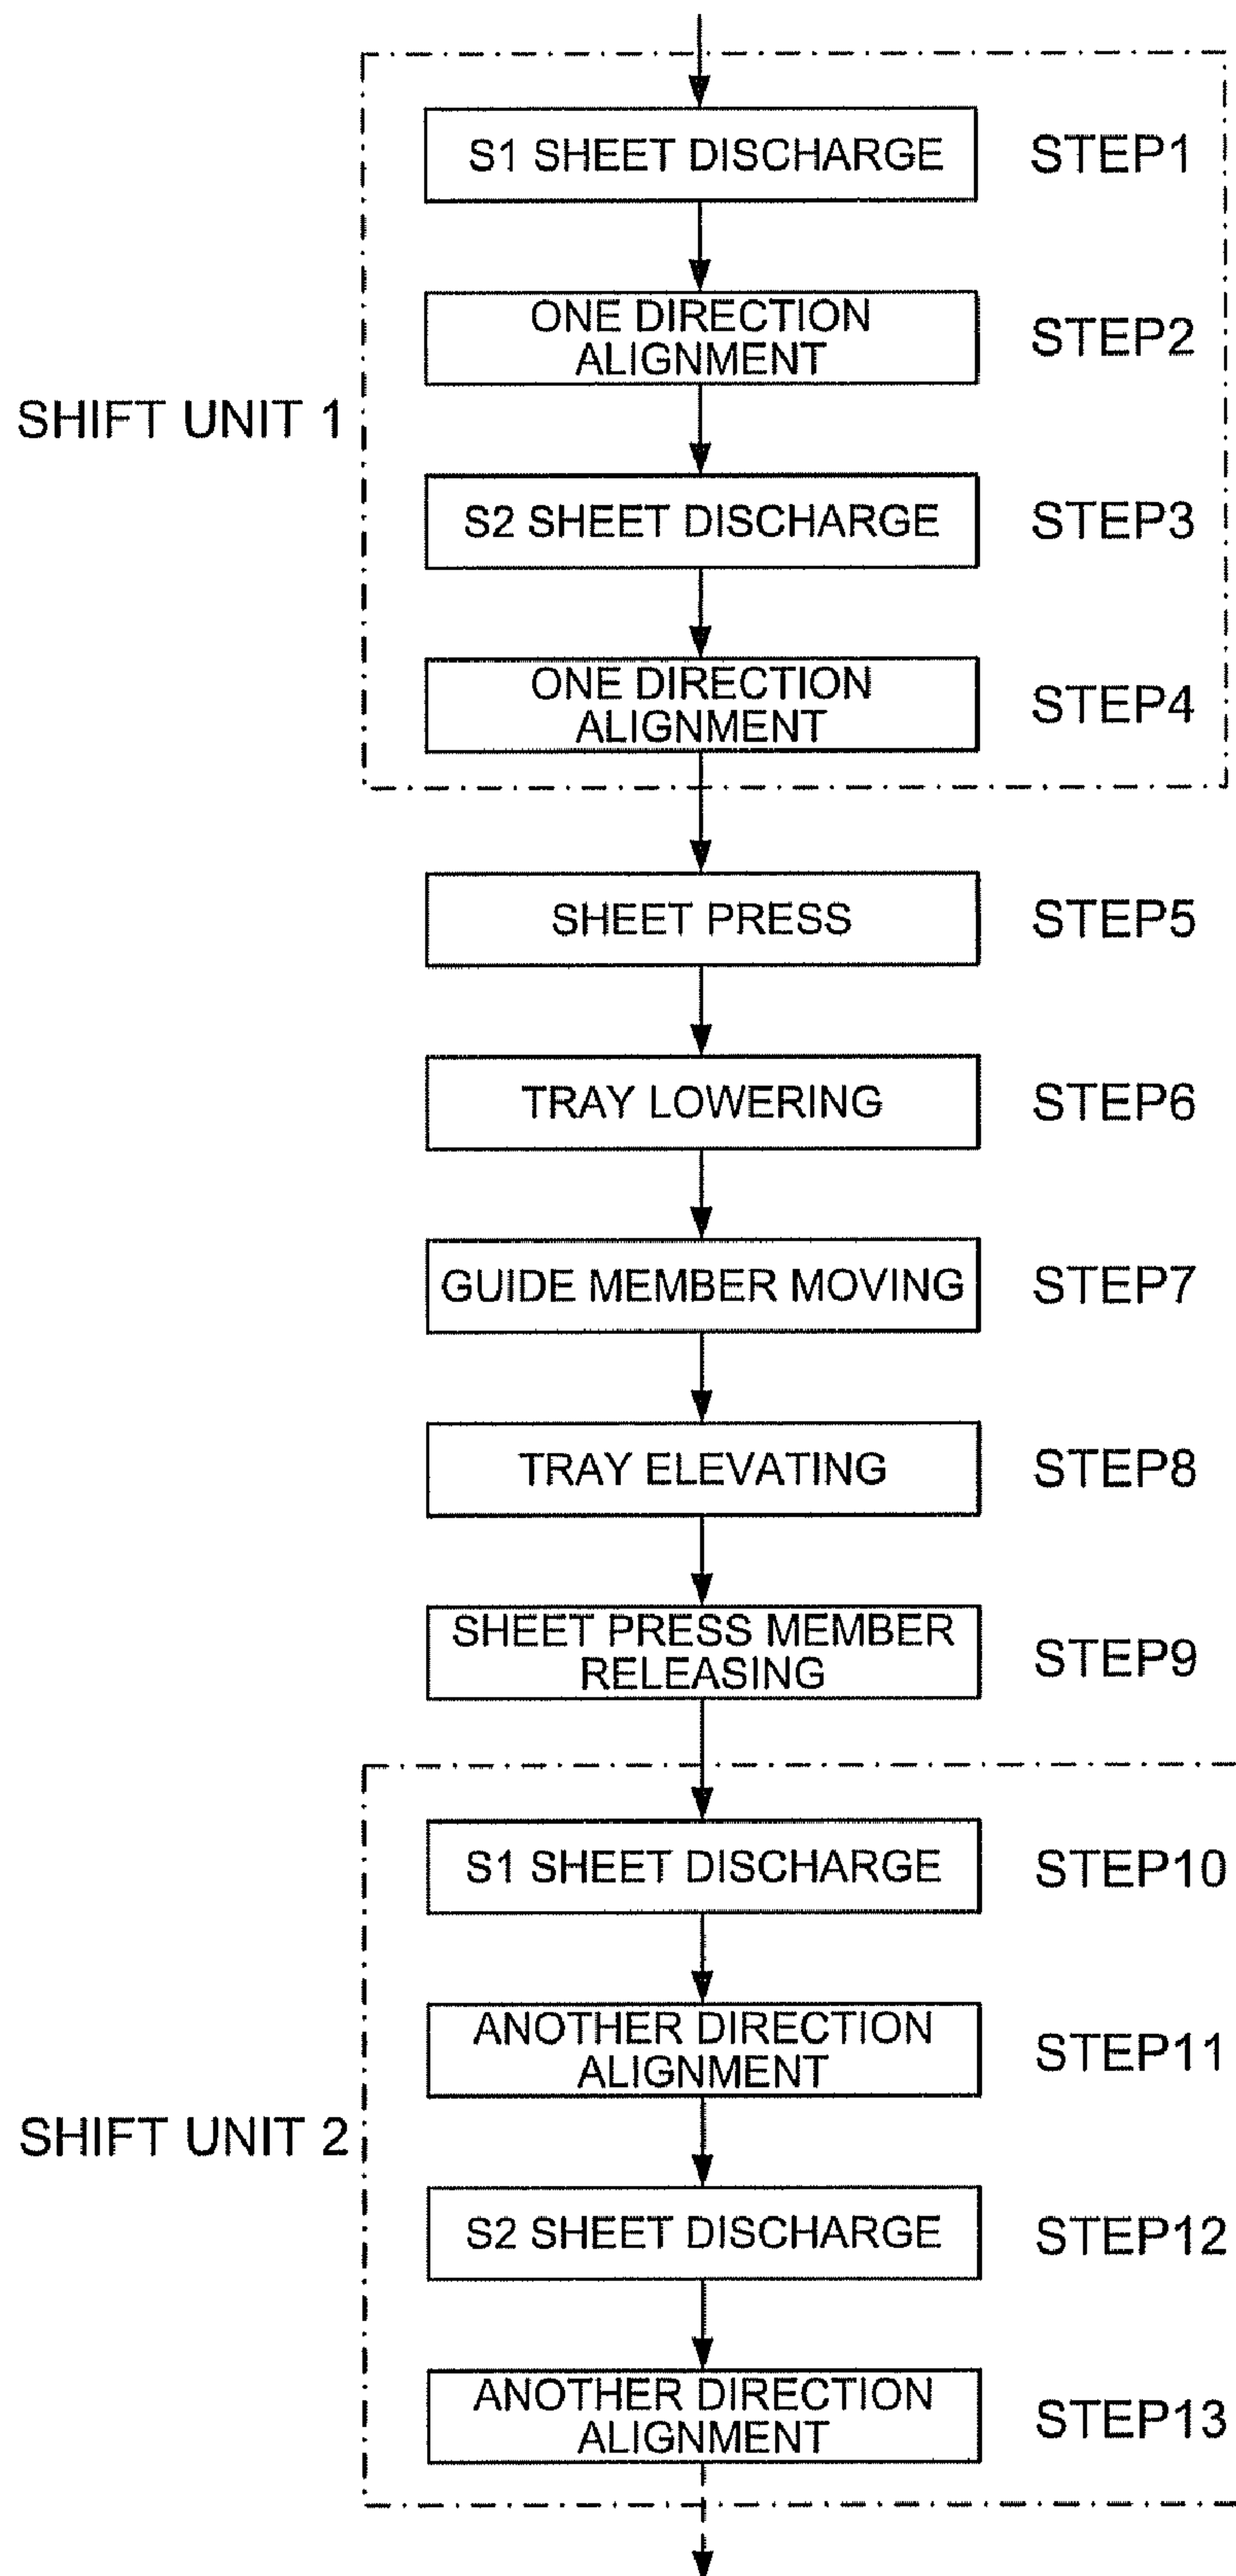 S1 SHEET DISCHARGE STEP1
ONE DIRECTION
ALIGNMENT
STEP2
SHIFT UNIT 1
S2 SHEET DISCHARGE STEP3
ONE DIRECTION
ALIGNMENT
STEP4
SHEET PRESS STEP5
TRAY LOWERING STEP6
GUIDE MEMBER MOVING STEP7
TRAY ELEVATING STEP8
SHEET PRESS MEMBER
RELEASING
STEP9
S1 SHEET DISCHARGE STEP10
ANOTHER DIRECTION
ALIGNMENT
STEP11
SHIFT UNIT 2
S2 SHEET DISCHARGE STEP12
ANOTHER DIRECTION
ALIGNMENT
STEP13